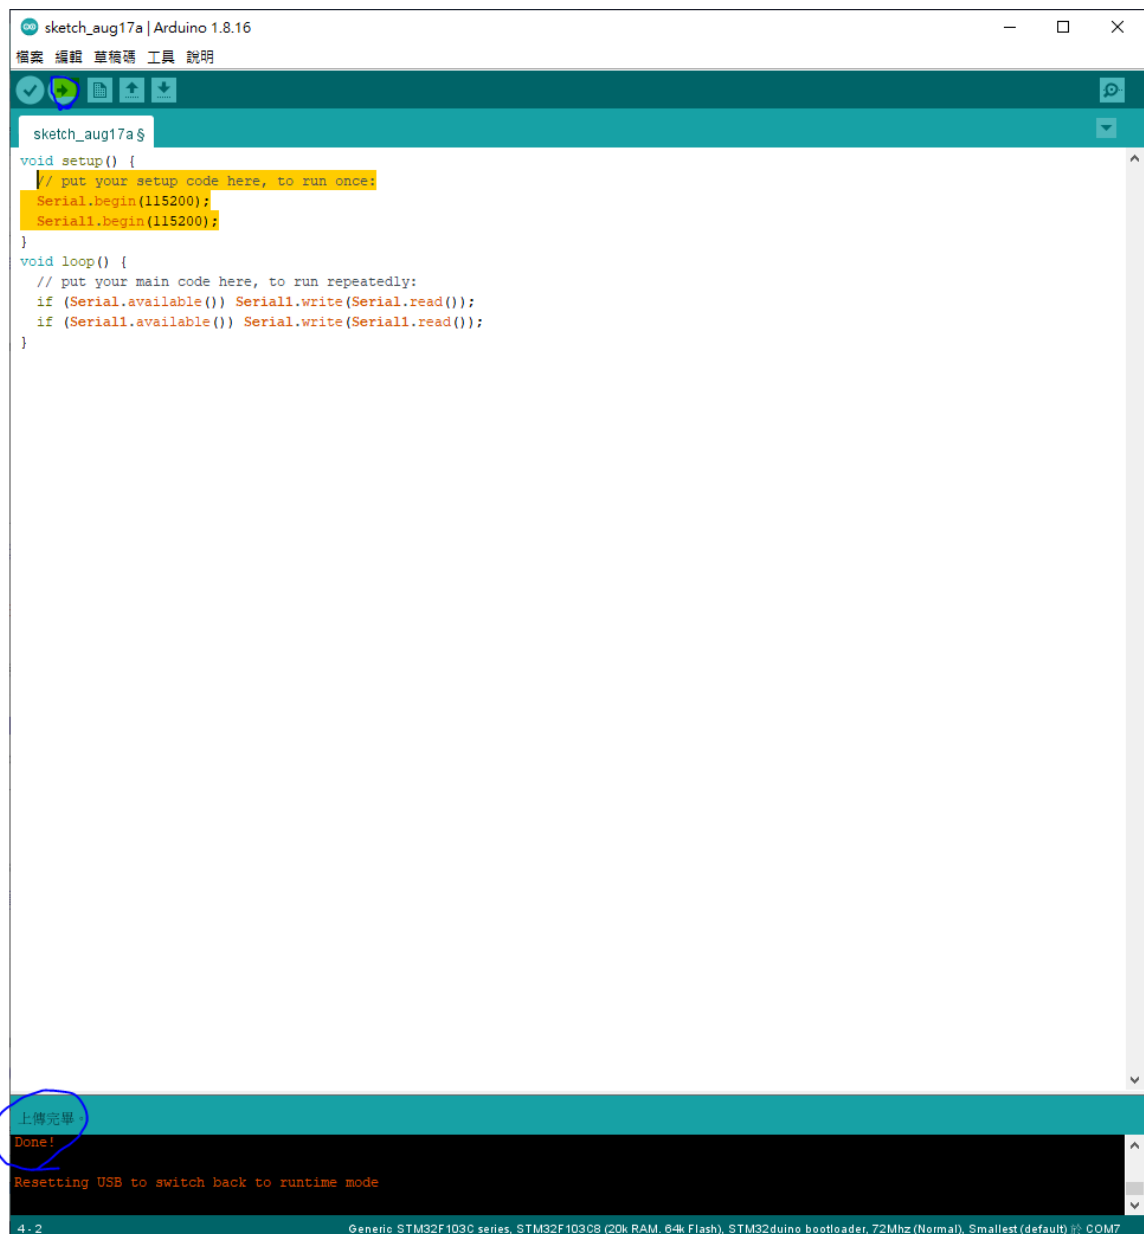 sketch_aug17a | Arduino 1.8.16
檔案 編輯 草稿碼 工具 說明
sketch_aug17a §
void setup() {
  // put your setup code here, to run once:
  Serial.begin(115200);
  Serial1.begin(115200);
}
void loop() {
  // put your main code here, to run repeatedly:
  if (Serial.available()) Serial1.write(Serial.read());
  if (Serial1.available()) Serial.write(Serial1.read());
}
上傳完畢。
Done!
Resetting USB to switch back to runtime mode
4 - 2
Generic STM32F103C series, STM32F103C8 (20k RAM. 64k Flash), STM32duino bootloader, 72Mhz (Normal), Smallest (default) 於 COM7